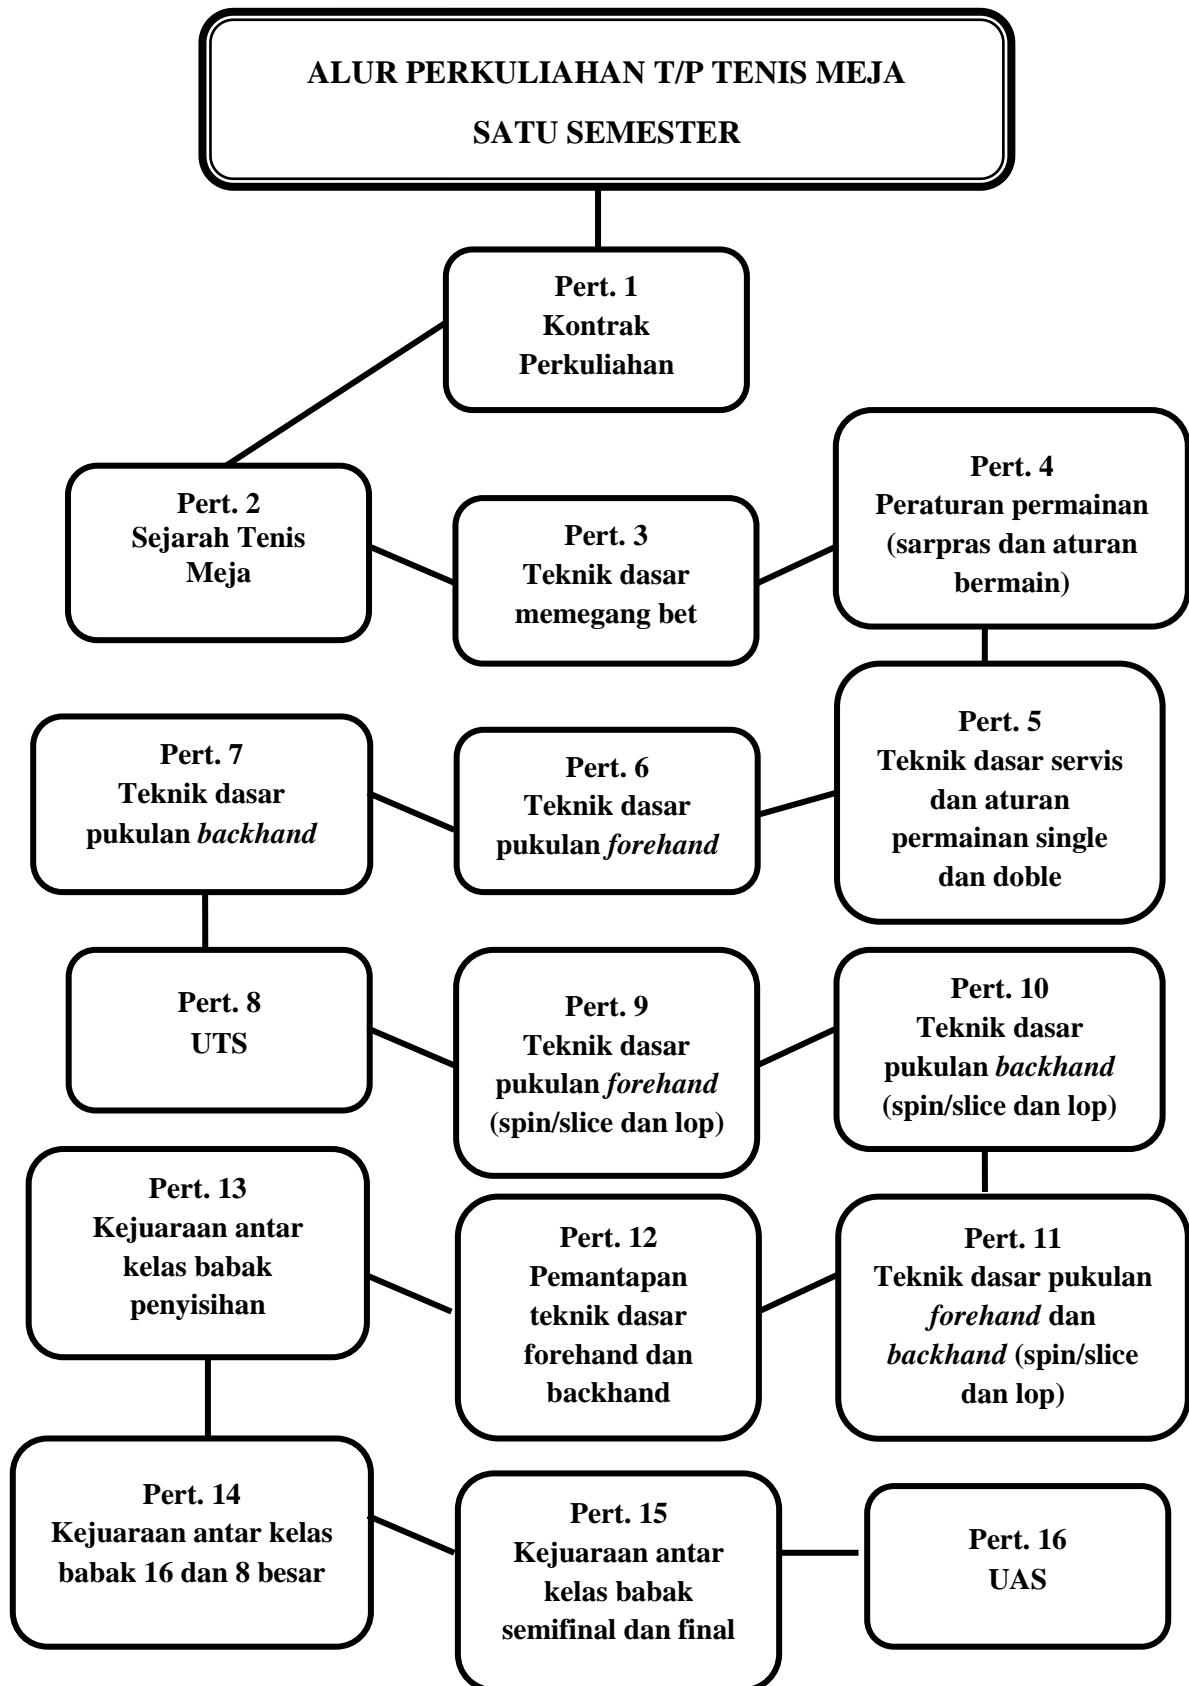 ALUR PERKULIAHAN T/P TENIS MEJA
SATU SEMESTER
Pert. 1
Kontrak
Perkuliahan
Pert. 2
Sejarah Tenis
Meja
Pert. 3
Teknik dasar
memegang bet
Pert. 4
Peraturan permainan
(sarpras dan aturan
bermain)
Pert. 5
Teknik dasar servis
dan aturan
permainan single
dan doble
Pert. 6
Teknik dasar
pukulan forehand
Pert. 7
Teknik dasar
pukulan backhand
Pert. 8
UTS
Pert. 9
Teknik dasar
pukulan forehand
(spin/slice dan lop)
Pert. 10
Teknik dasar
pukulan backhand
(spin/slice dan lop)
Pert. 11
Teknik dasar pukulan
forehand dan
backhand (spin/slice
dan lop)
Pert. 12
Pemantapan
teknik dasar
forehand dan
backhand
Pert. 13
Kejuaraan antar
kelas babak
penyisihan
Pert. 14
Kejuaraan antar kelas
babak 16 dan 8 besar
Pert. 15
Kejuaraan antar
kelas babak
semifinal dan final
Pert. 16
UAS